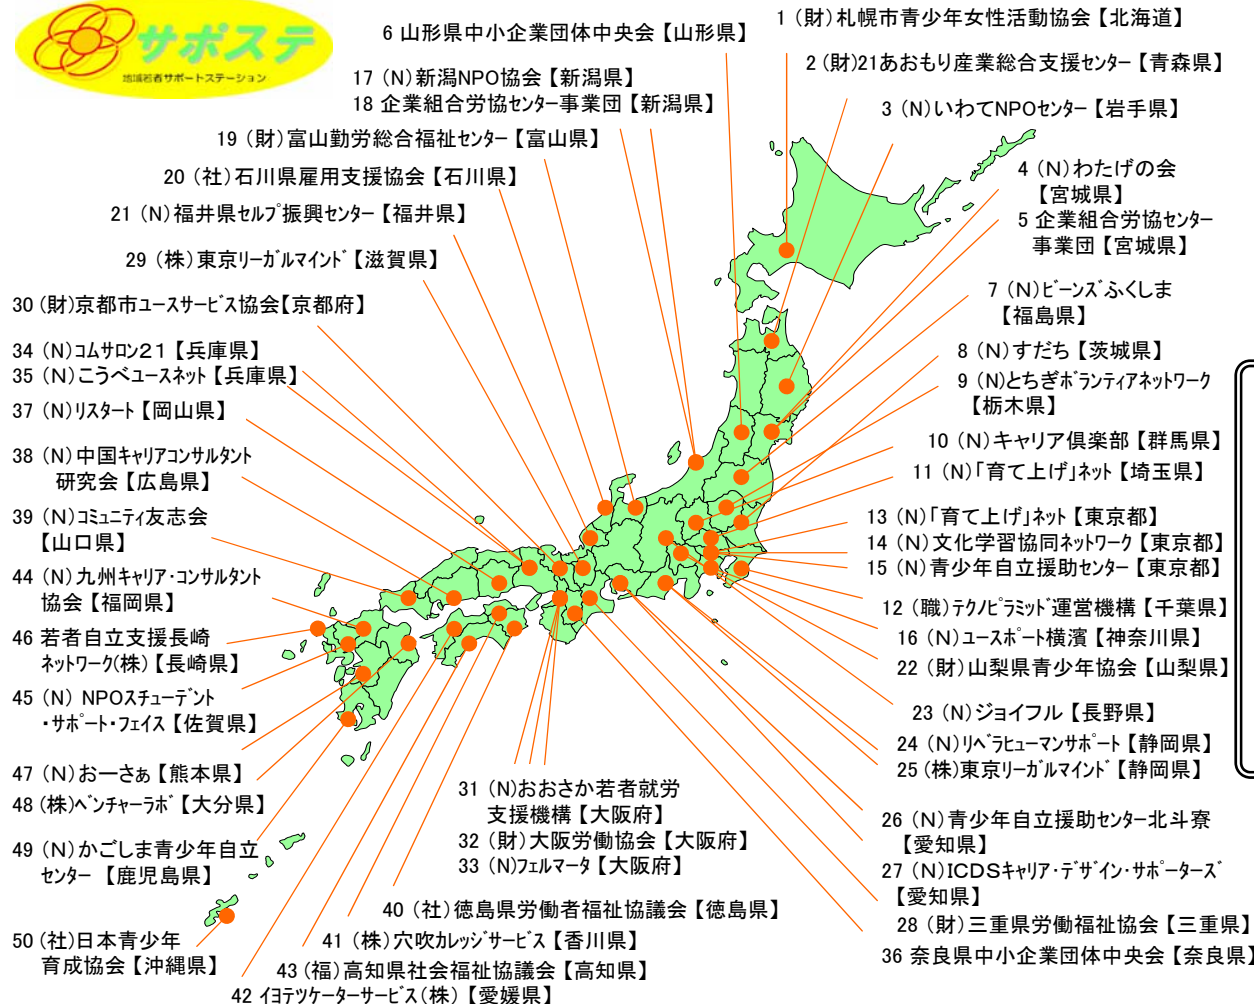 サポステ
地域若者サポートステーション
1 (財)札幌市青少年女性活動協会【北海道】
2 (財)21あおもり産業総合支援センター【青森県】
3 (N)いわてNPOセンター【岩手県】
4 (N)わたげの会
【宮城県】
5 企業組合労協センター
事業団【宮城県】
6 山形県中小企業団体中央会【山形県】
7 (N)ビーンズふくしま
【福島県】
8 (N)すだち【茨城県】
9 (N)とちぎボランティアネットワーク
【栃木県】
10 (N)キャリア倶楽部【群馬県】
11 (N)「育て上げ」ネット【埼玉県】
13 (N)「育て上げ」ネット【東京都】
14 (N)文化学習協同ネットワーク【東京都】
15 (N)青少年自立援助センター【東京都】
12 (職)テクノピラミッド運営機構【千葉県】
16 (N)ユースポート横濱【神奈川県】
22 (財)山梨県青少年協会【山梨県】
23 (N)ジョイフル【長野県】
24 (N)リベラヒューマンサポート【静岡県】
25 (株)東京リーガルマインド【静岡県】
26 (N)青少年自立援助センター北斗寮
【愛知県】
27 (N)ICDSキャリア・デザイン・サポーターズ
【愛知県】
28 (財)三重県労働福祉協会【三重県】
36 奈良県中小企業団体中央会【奈良県】
17 (N)新潟NPO協会【新潟県】
18 企業組合労協センター事業団【新潟県】
19 (財)富山勤労総合福祉センター【富山県】
20 (社)石川県雇用支援協会【石川県】
21 (N)福井県セルプ振興センター【福井県】
29 (株)東京リーガルマインド【滋賀県】
30 (財)京都市ユースサービス協会【京都府】
34 (N)コムサロン21【兵庫県】
35 (N)こうべユースネット【兵庫県】
37 (N)リスタート【岡山県】
38 (N)中国キャリアコンサルタント
研究会【広島県】
39 (N)コミュニティ友志会
【山口県】
44 (N)九州キャリア・コンサルタント
協会【福岡県】
46 若者自立支援長崎
ネットワーク(株)【長崎県】
45 (N) NPOスチューデント
・サポート・フェイス【佐賀県】
47 (N)おーさぁ【熊本県】
48 (株)ベンチャーラボ【大分県】
49 (N)かごしま青少年自立
センター【鹿児島県】
50 (社)日本青少年
育成協会【沖縄県】
31 (N)おおさか若者就労
支援機構【大阪府】
32 (財)大阪労働協会【大阪府】
33 (N)フェルマータ【大阪府】
40 (社)徳島県労働者福祉協議会【徳島県】
41 (株)穴吹カレッジサービス【香川県】
43 (福)高知県社会福祉協議会【高知県】
42 イヨテツケーターサービス(株)【愛媛県】